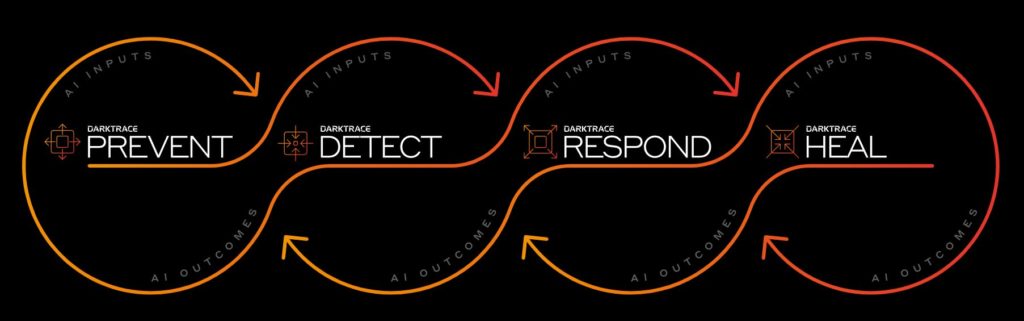 AI INPUTS
AI INPUTS
AI INPUTS
AI INPUTS
DARKTRACE
PREVENT
DARKTRACE
DETECT
DARKTRACE
RESPOND
DARKTRACE
HEAL
AI OUTCOMES
AI OUTCOMES
AI OUTCOMES
AI OUTCOMES